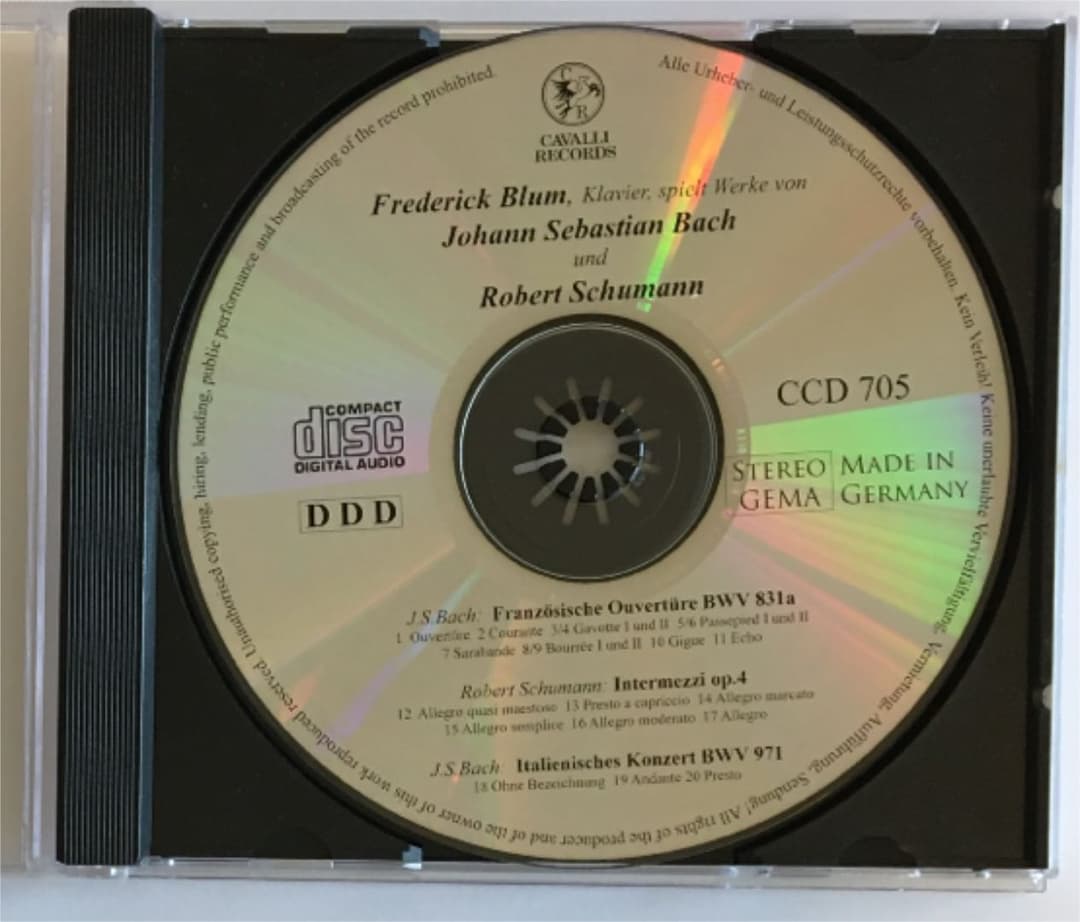 C
R
CAVALLI
RECORDS
Frederick Blum, Klavier, spielt Werke von
Johann Sebastian Bach
und
Robert Schumann
COMPACT
disc
DIGITAL AUDIO
DDD
CCD 705
STEREO
GEMA
MADE IN
GERMANY
J.S.Bach: Französische Ouvertüre BWV 831a
1 Ouvertüre 2 Courante 3/4 Gavotte I und II 5/6 Passepied I und II
7 Sarabande 8/9 Bourrée I und II 10 Gigue 11 Echo
Robert Schumann: Intermezzi op.4
12 Allegro quasi maestoso 13 Presto a capriccio 14 Allegro marcato
15 Allegro semplice 16 Allegro moderato 17 Allegro
J.S.Bach: Italienisches Konzert BWV 971
18 Ohne Bezeichnung 19 Andante 20 Presto
Alle Urheber- und Leistungsschutzrechte vorbehalten. Kein Verleih! Keine unerlaubte Vervielfältigung, Vermietung, Aufführung, Sendung! All rights of the producer and of the owner of this work reproduced reserved. Unauthorised copying, hiring, lending, public performance and broadcasting of the record prohibited.